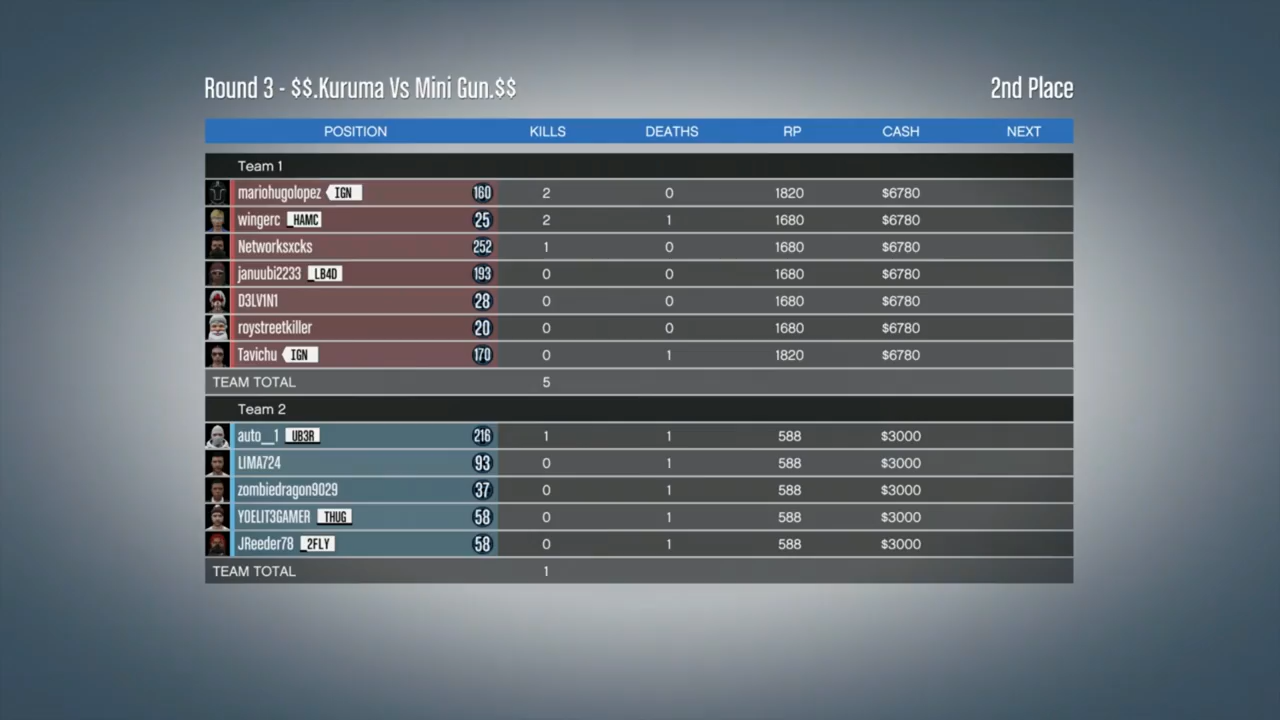 Round 3 - $$.Kuruma Vs Mini Gun.$$ 2nd Place
POSITION KILLS DEATHS RP CASH NEXT
Team 1
mariohugolopez IGN 160 2 0 1820 $6780
wingerc HAMC 25 2 1 1680 $6780
Networksxcks 252 1 0 1680 $6780
januubi2233 LB4D 193 0 0 1680 $6780
D3LV1N1 28 0 0 1680 $6780
roystreetkiller 20 0 0 1680 $6780
Tavichu IGN 170 0 1 1820 $6780
TEAM TOTAL 5
Team 2
auto__1 UB3R 216 1 1 588 $3000
LIMA724 93 0 1 588 $3000
zombiedragon9029 37 0 1 588 $3000
YOELIT3GAMER THUG 58 0 1 588 $3000
JReeder78 2FLY 58 0 1 588 $3000
TEAM TOTAL 1